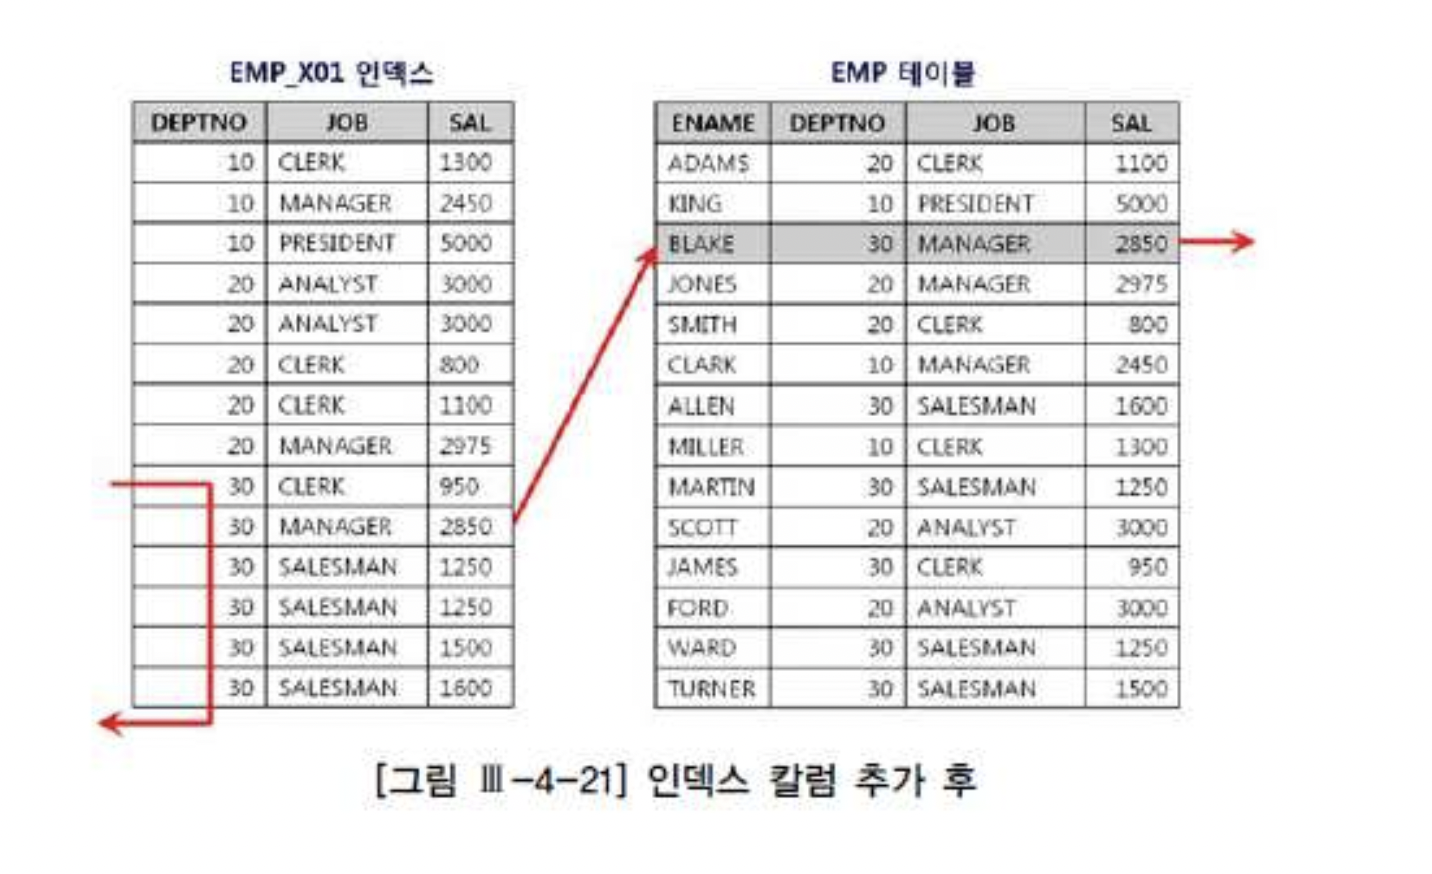 EMP_X01 인덱스
DEPTNO JOB SAL
10 CLERK 1300
10 MANAGER 2450
10 PRESIDENT 5000
20 ANALYST 3000
20 ANALYST 3000
20 CLERK 800
20 CLERK 1100
20 MANAGER 2975
30 CLERK 950
30 MANAGER 2850
30 SALESMAN 1250
30 SALESMAN 1250
30 SALESMAN 1500
30 SALESMAN 1600
EMP 테이블
ENAME DEPTNO JOB SAL
ADAMS 20 CLERK 1100
KING 10 PRESIDENT 5000
BLAKE 30 MANAGER 2850
JONES 20 MANAGER 2975
SMITH 20 CLERK 800
CLARK 10 MANAGER 2450
ALLEN 30 SALESMAN 1600
MILLER 10 CLERK 1300
MARTIN 30 SALESMAN 1250
SCOTT 20 ANALYST 3000
JAMES 30 CLERK 950
FORD 20 ANALYST 3000
WARD 30 SALESMAN 1250
TURNER 30 SALESMAN 1500
[그림 Ⅲ-4-21] 인덱스 칼럼 추가 후